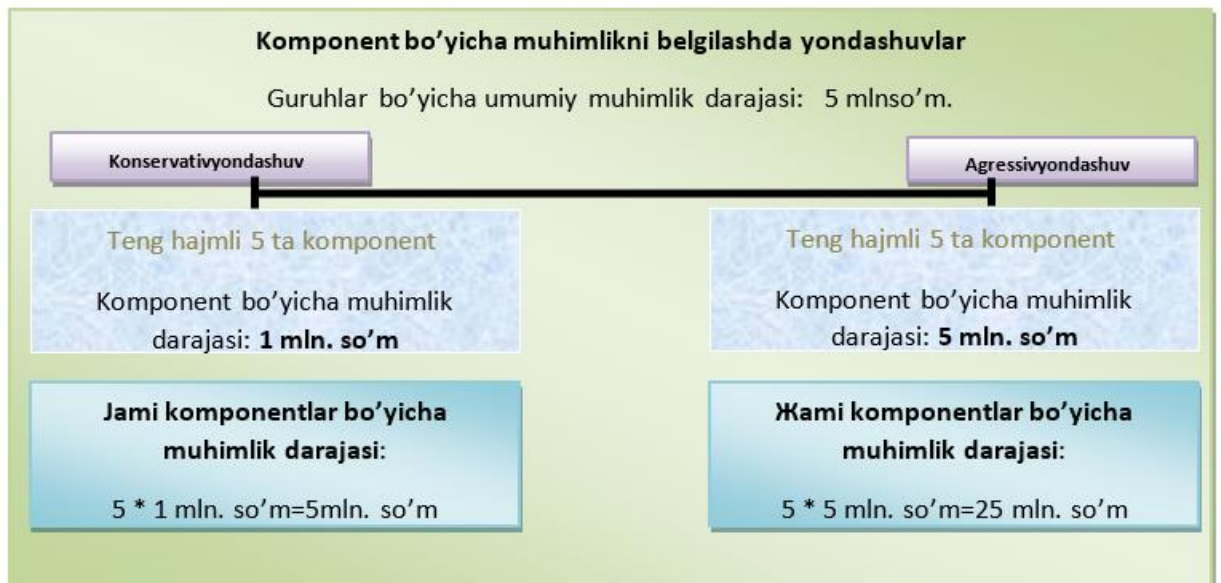 Komponent bo’yicha muhimlikni belgilashda yondashuvlar
Guruhlar bo’yicha umumiy muhimlik darajasi: 5 mlnso’m.
Konservativyondashuv
Agressivyondashuv
Teng hajmli 5 ta komponent
Komponent bo’yicha muhimlik
darajasi: 1 mln. so’m
Teng hajmli 5 ta komponent
Komponent bo’yicha muhimlik
darajasi: 5 mln. so’m
Jami komponentlar bo’yicha
muhimlik darajasi:
5 * 1 mln. so’m=5mln. so’m
Жami komponentlar bo’yicha
muhimlik darajasi:
5 * 5 mln. so’m=25 mln. so’m